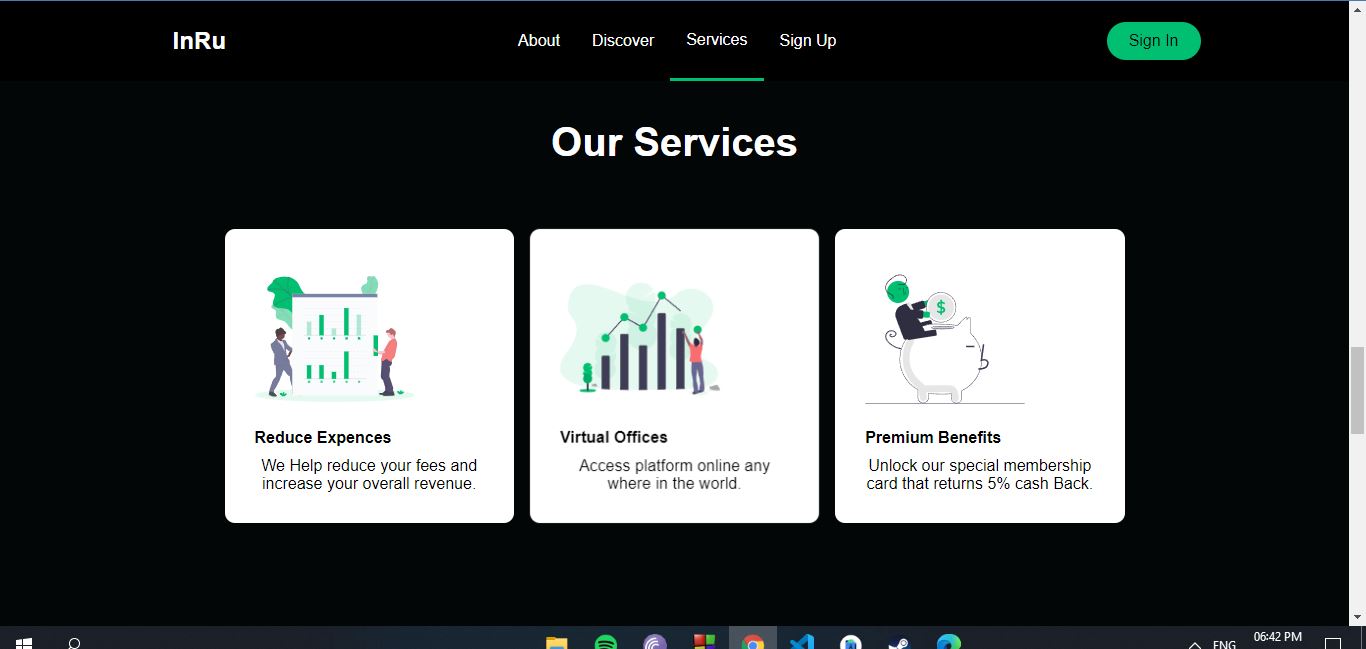 InRu
About
Discover
Services
Sign Up
Sign In
Our Services
$
Reduce Expences
We Help reduce your fees and
increase your overall revenue.
Virtual Offices
Access platform online any
where in the world.
Premium Benefits
Unlock our special membership
card that returns 5% cash Back.
ENG
06:42 PM